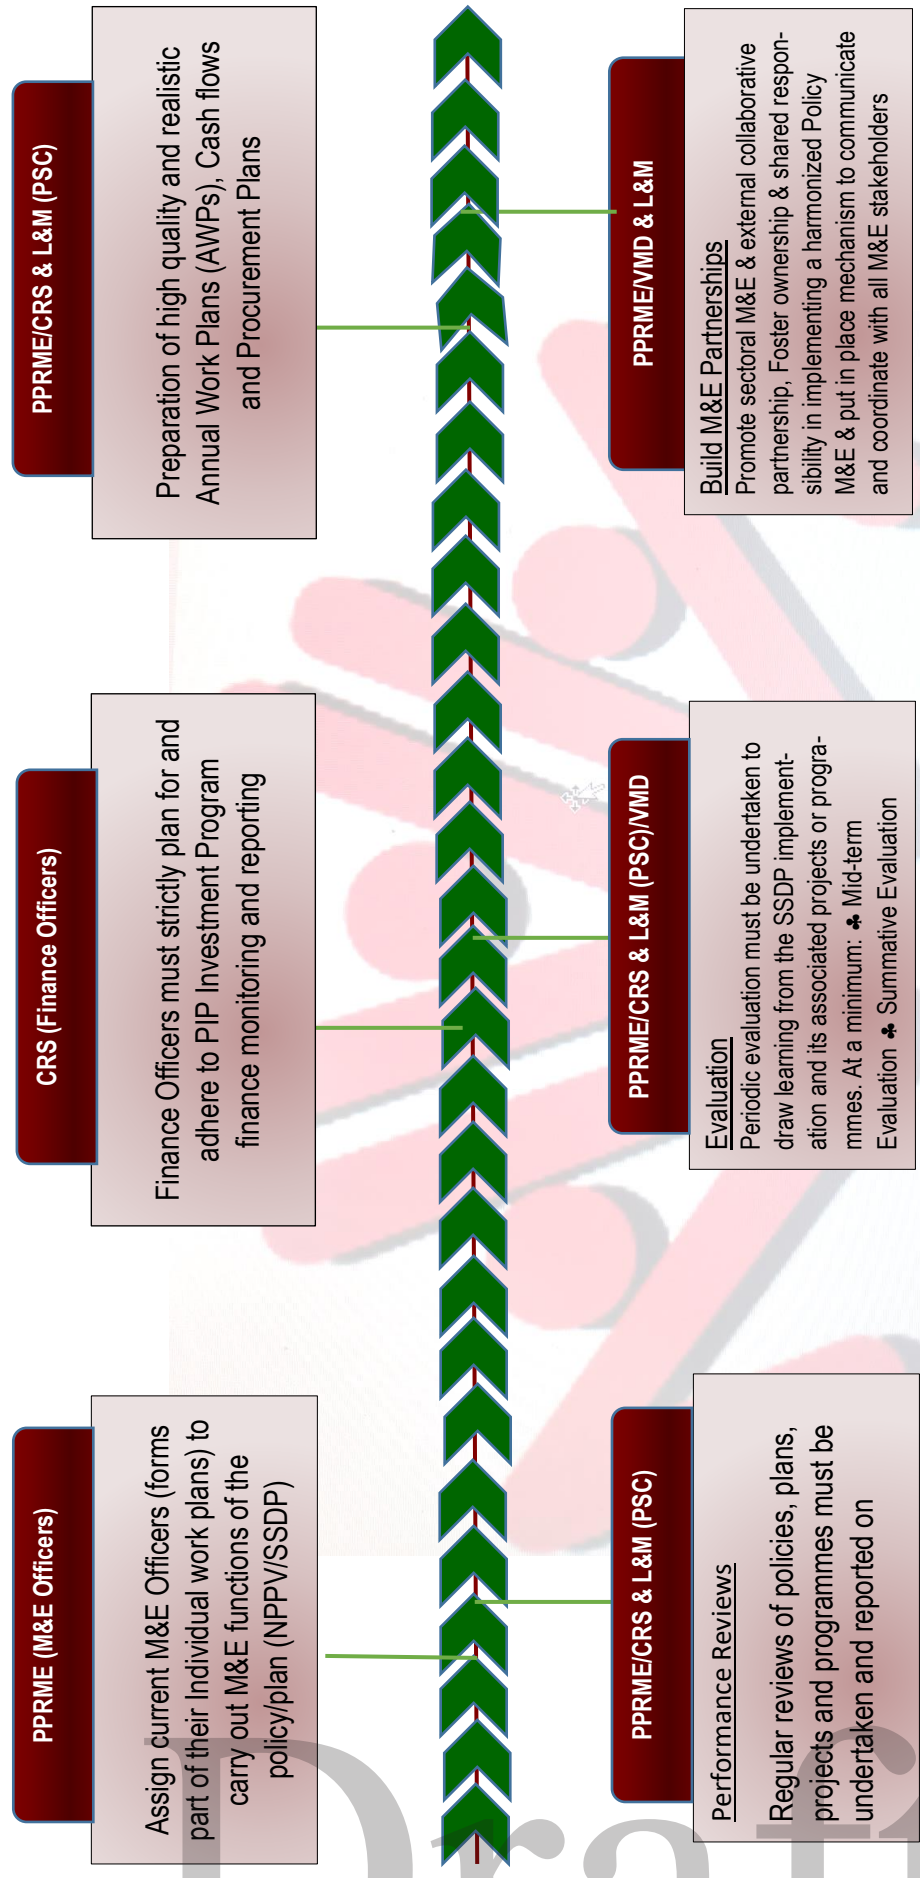 PPRME (M&E Officers)
Assign current M&E Officers (forms
part of their Individual work plans) to
carry out M&E functions of the
policy/plan (NPPV/SSDP)
CRS (Finance Officers)
Finance Officers must strictly plan for and
adhere to PIP Investment Program
finance monitoring and reporting
PPRME/CRS & L&M (PSC)
Preparation of high quality and realistic
Annual Work Plans (AWPs), Cash flows
and Procurement Plans
PPRME/CRS & L&M (PSC)
Performance Reviews
Regular reviews of policies, plans,
projects and programmes must be
undertaken and reported on
PPRME/CRS & L&M (PSC)/VMD
Evaluation
Periodic evaluation must be undertaken to
draw learning from the SSDP implement-
ation and its associated projects or progra-
mmes. At a minimum: ♣ Mid-term
Evaluation ♣ Summative Evaluation
PPRME/VMD & L&M
Build M&E Partnerships
Promote sectoral M&E & external collaborative
partnership, Foster ownership & shared respon-
sibility in implementing a harmonized Policy
M&E & put in place mechanism to communicate
and coordinate with all M&E stakeholders
Draf